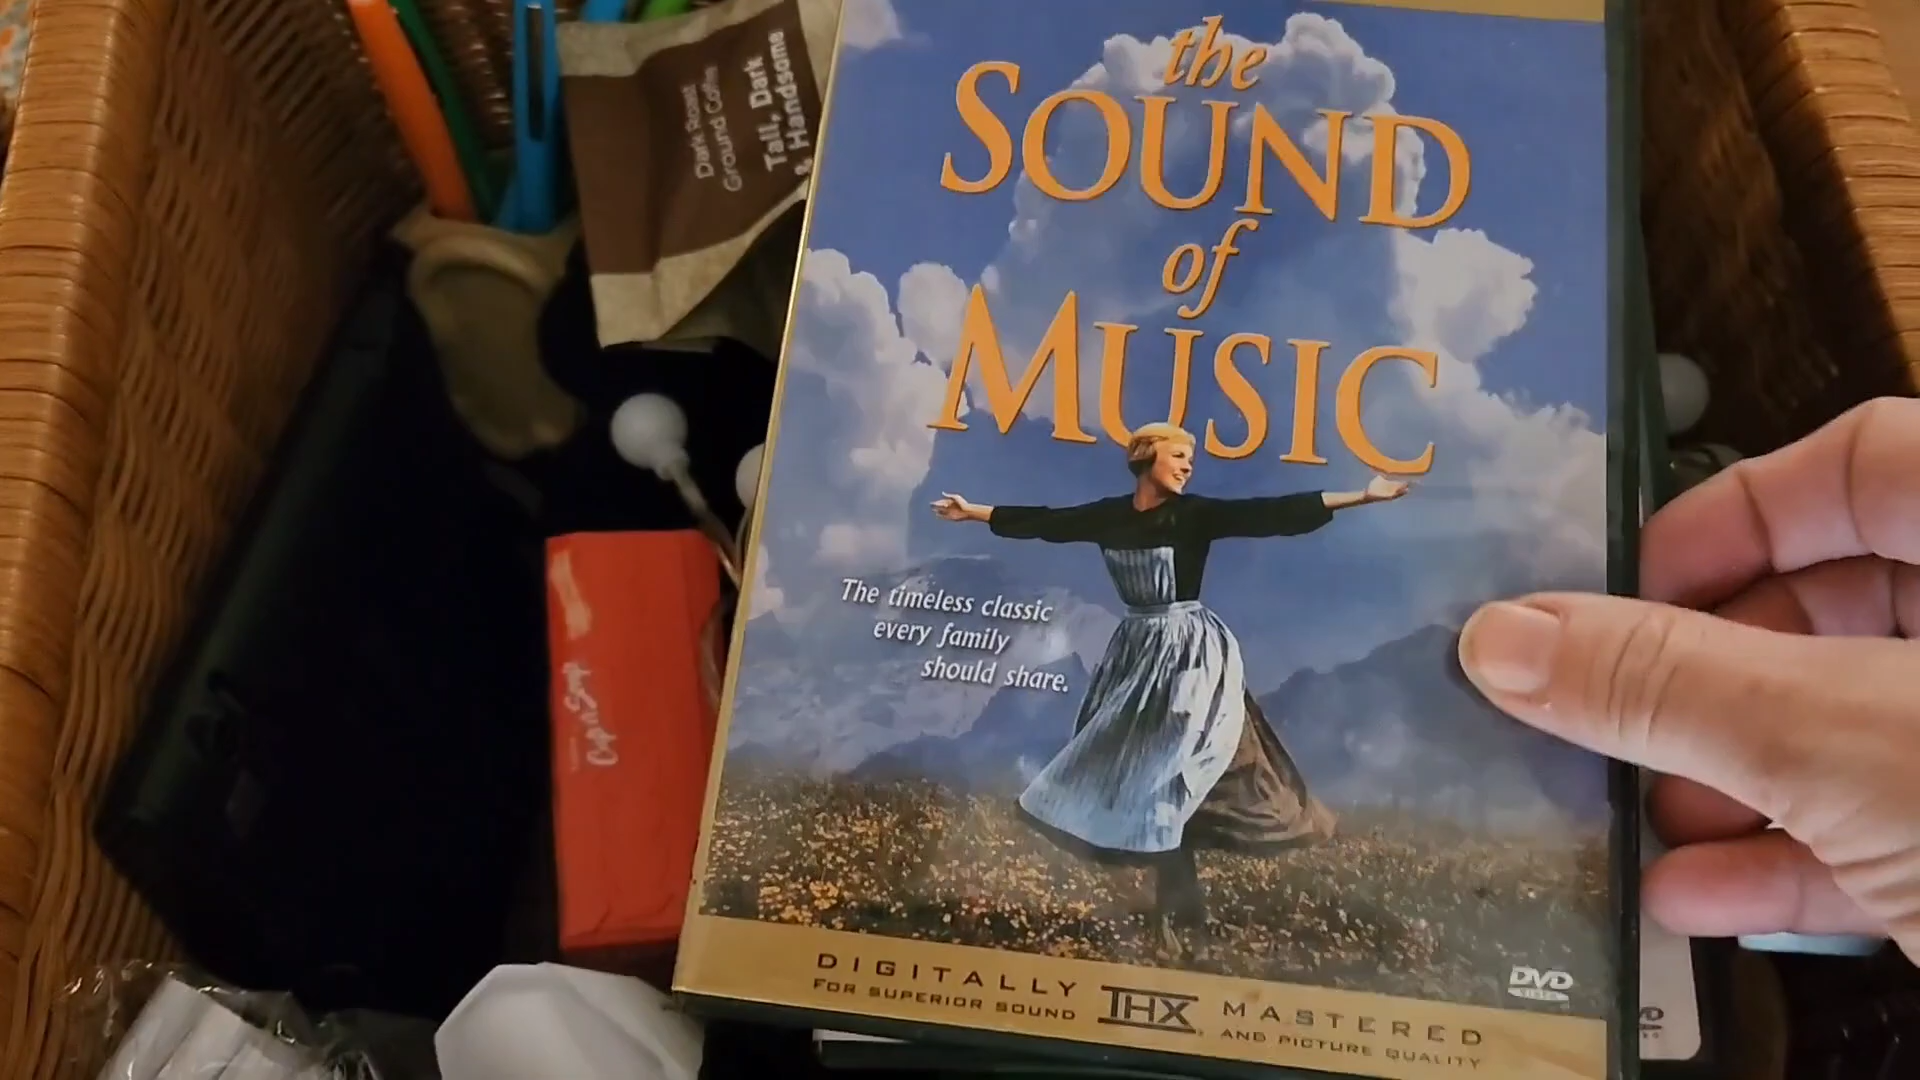 Dark Roast
Ground Coffee
Tall, Dark
& Handsome
the
SOUND
of
MUSIC
The timeless classic
every family
should share.
DVD
VIDEO
DIGITALLY THX MASTERED
FOR SUPERIOR SOUND AND PICTURE QUALITY